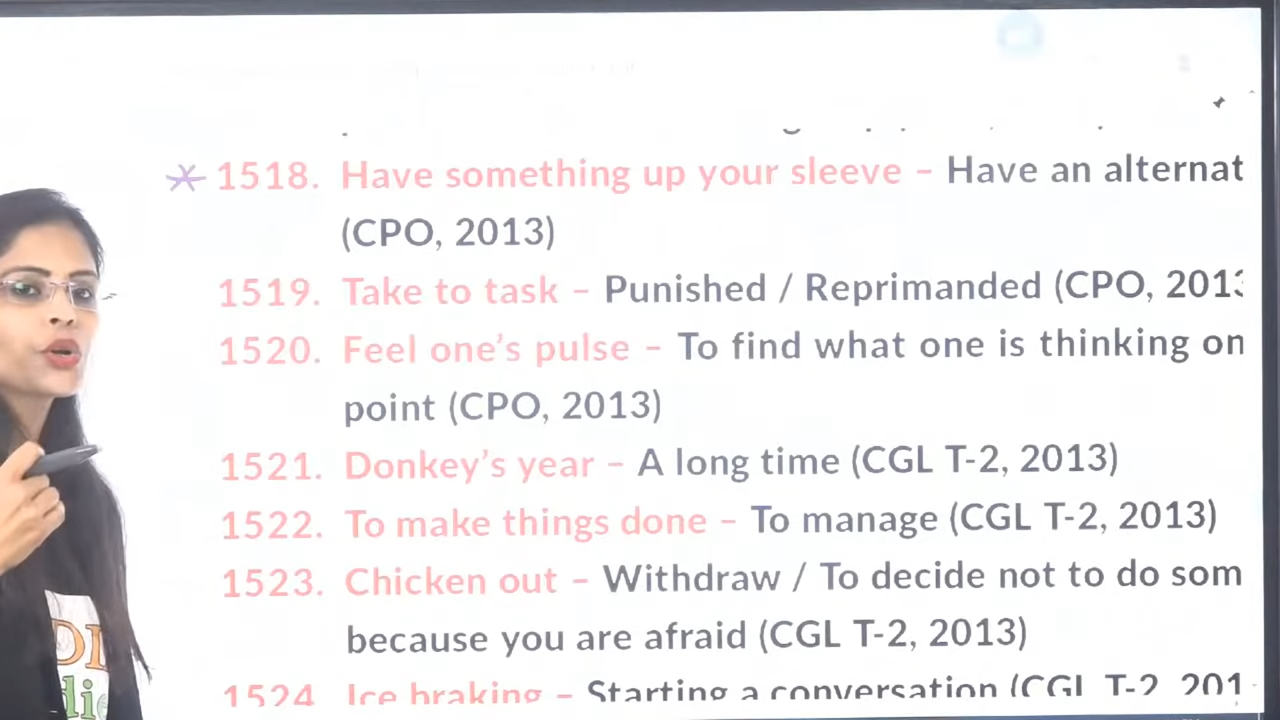 1518. Have something up your sleeve – Have an alternat
(CPO, 2013)
1519. Take to task – Punished / Reprimanded (CPO, 2013
1520. Feel one's pulse – To find what one is thinking on
point (CPO, 2013)
1521. Donkey's year – A long time (CGL T-2, 2013)
1522. To make things done – To manage (CGL T-2, 2013)
1523. Chicken out – Withdraw / To decide not to do som
because you are afraid (CGL T-2, 2013)
1524 Ice braking – Starting a conversation (CGL T-2 201